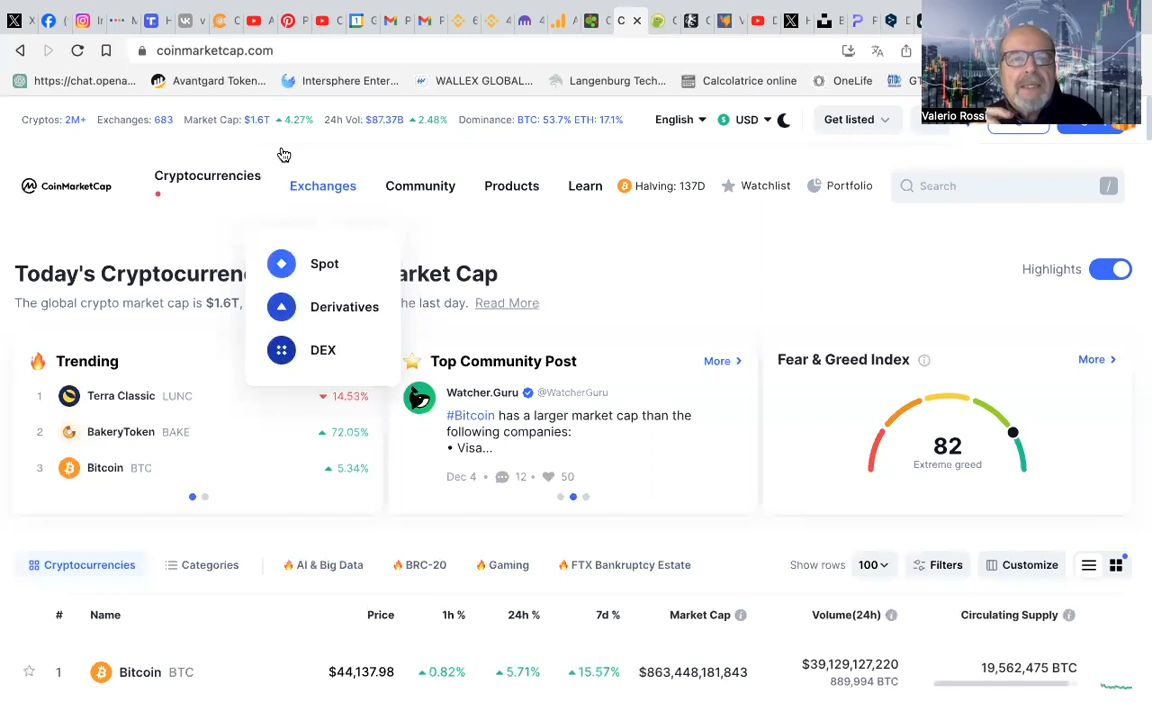 coinmarketcap.com
https://chat.opena...
Avantgard Token...
Intersphere Enter...
WALLEX GLOBAL...
Langenburg Tech...
Calcolatrice online
OneLife
Valerio Rossi
Cryptos: 2M+ Exchanges: 683 Market Cap: $1.6T 4.27% 24h Vol: $87.37B 2.48% Dominance: BTC: 53.7% ETH: 17.1%
English USD Get listed
CoinMarketCap
Cryptocurrencies Exchanges Community Products Learn Halving: 137D Watchlist Portfolio Search /
Spot
Derivatives
DEX
Today's arket Cap
Highlights
The global crypto market cap is $1.6T, he last day. Read More
Trending
1 Terra Classic LUNC 14.53%
2 BakeryToken BAKE 72.05%
3 Bitcoin BTC 5.34%
Top Community Post More >
Watcher.Guru @WatcherGuru
#Bitcoin has a larger market cap than the
following companies:
• Visa...
Dec 4 • 12 • 50
Fear & Greed Index More >
82
Extreme greed
Cryptocurrencies Categories AI & Big Data BRC-20 Gaming FTX Bankruptcy Estate Show rows 100 Filters Customize
# Name Price 1h % 24h % 7d % Market Cap Volume(24h) Circulating Supply
1 Bitcoin BTC $44,137.98 0.82% 5.71% 15.57% $863,448,181,843 $39,129,127,220 19,562,475 BTC
889,994 BTC